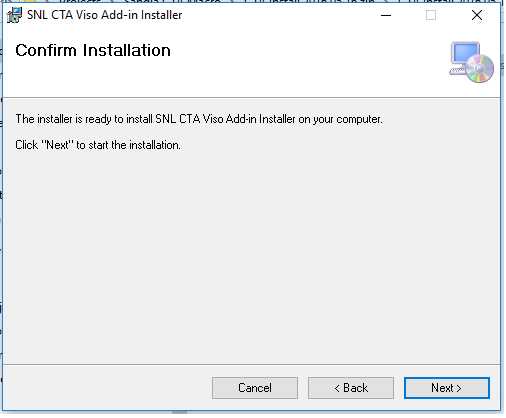 SNL CTA Viso Add-in Installer
Confirm Installation
The installer is ready to install SNL CTA Viso Add-in Installer on your computer.
Click "Next" to start the installation.
Cancel
< Back
Next >